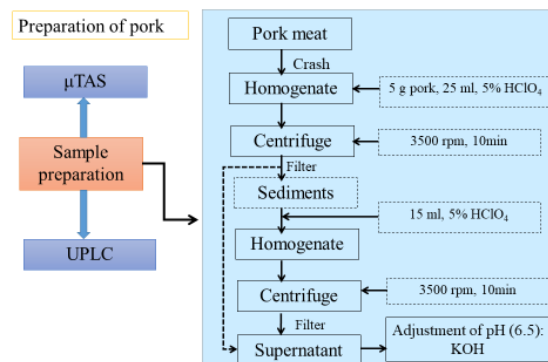 Preparation of pork
μTAS
Sample
preparation
UPLC
Pork meat
Crash
Homogenate
5 g pork, 25 ml, 5% HClO₄
Centrifuge
3500 rpm, 10min
Filter
Sediments
15 ml, 5% HClO₄
Homogenate
Centrifuge
3500 rpm, 10min
Filter
Supernatant
Adjustment of pH (6.5):
KOH